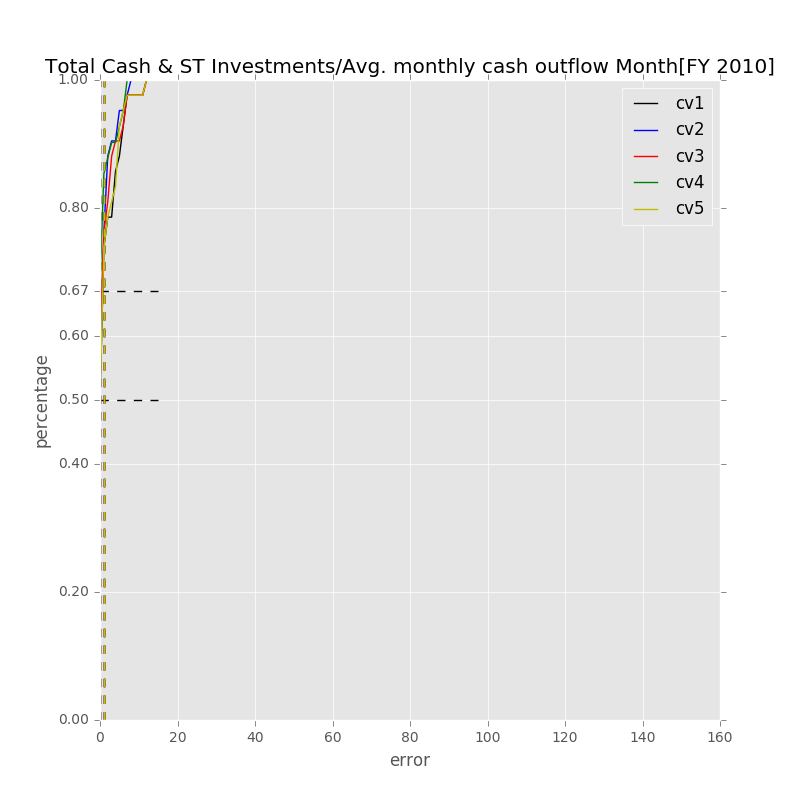 Total Cash & ST Investments/Avg. monthly cash outflow Month[FY 2010]
1.00
0.80
0.67
0.60
0.50
0.40
0.20
0.00
percentage
cv1
cv2
cv3
cv4
cv5
0 20 40 60 80 100 120 140 160
error